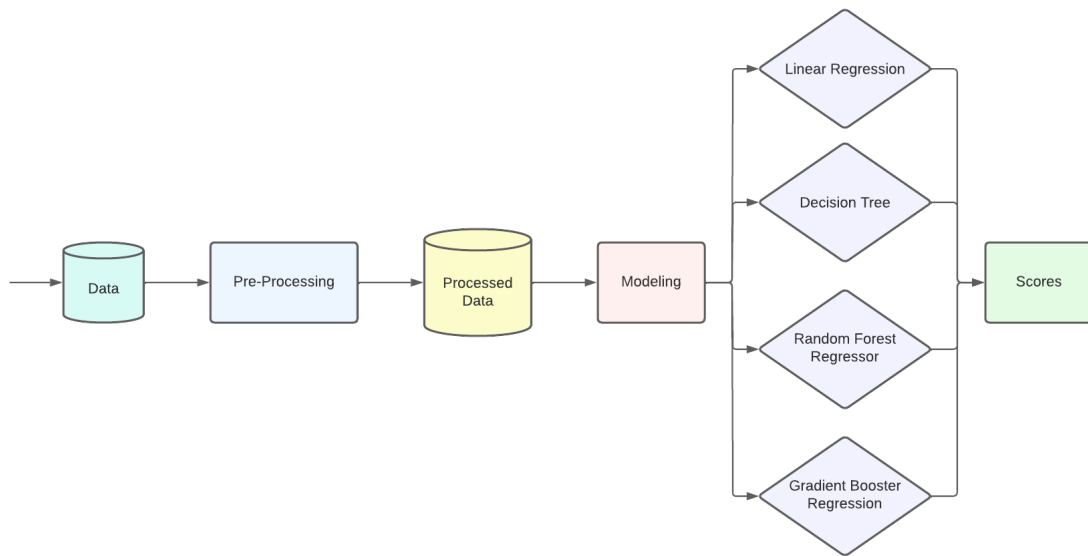 Data
Pre-Processing
Processed
Data
Modeling
Linear Regression
Decision Tree
Random Forest
Regressor
Gradient Booster
Regression
Scores